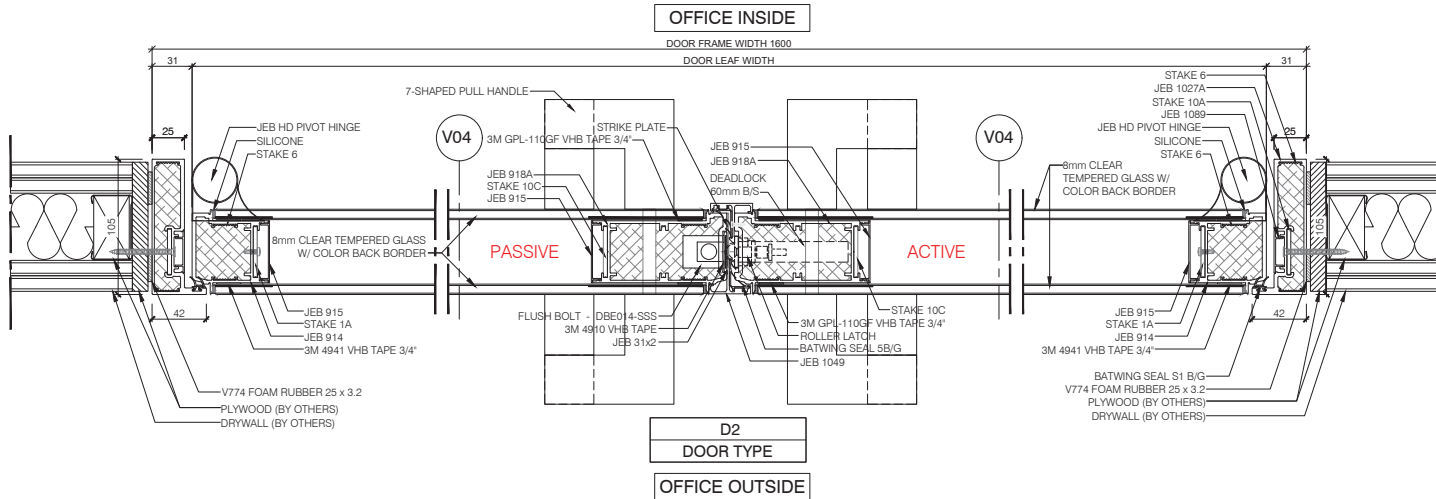 OFFICE INSIDE
DOOR FRAME WIDTH 1600
31
DOOR LEAF WIDTH
31
7-SHAPED PULL HANDLE
STAKE 6
JEB 1027A
STAKE 10A
JEB 1089
JEB HD PIVOT HINGE
SILICONE
STAKE 6
25
25
JEB HD PIVOT HINGE
SILICONE
STAKE 6
V04
STRIKE PLATE
3M GPL-110GF VHB TAPE 3/4"
JEB 918A
STAKE 10C
JEB 915
JEB 915
JEB 918A
DEADLOCK
60mm B/S
V04
8mm CLEAR
TEMPERED GLASS W/
COLOR BACK BORDER
105
105
8mm CLEAR TEMPERED GLASS
W/ COLOR BACK BORDER
PASSIVE
ACTIVE
42
42
JEB 915
STAKE 1A
JEB 914
3M 4941 VHB TAPE 3/4"
FLUSH BOLT - DBE014-SSS
3M 4910 VHB TAPE
JEB 31x2
STAKE 10C
3M GPL-110GF VHB TAPE 3/4"
ROLLER LATCH
BATWING SEAL 5B/G
JEB 1049
JEB 915
STAKE 1A
JEB 914
3M 4941 VHB TAPE 3/4"
V774 FOAM RUBBER 25 x 3.2
PLYWOOD (BY OTHERS)
DRYWALL (BY OTHERS)
BATWING SEAL S1 B/G
V774 FOAM RUBBER 25 x 3.2
PLYWOOD (BY OTHERS)
DRYWALL (BY OTHERS)
D2
DOOR TYPE
OFFICE OUTSIDE